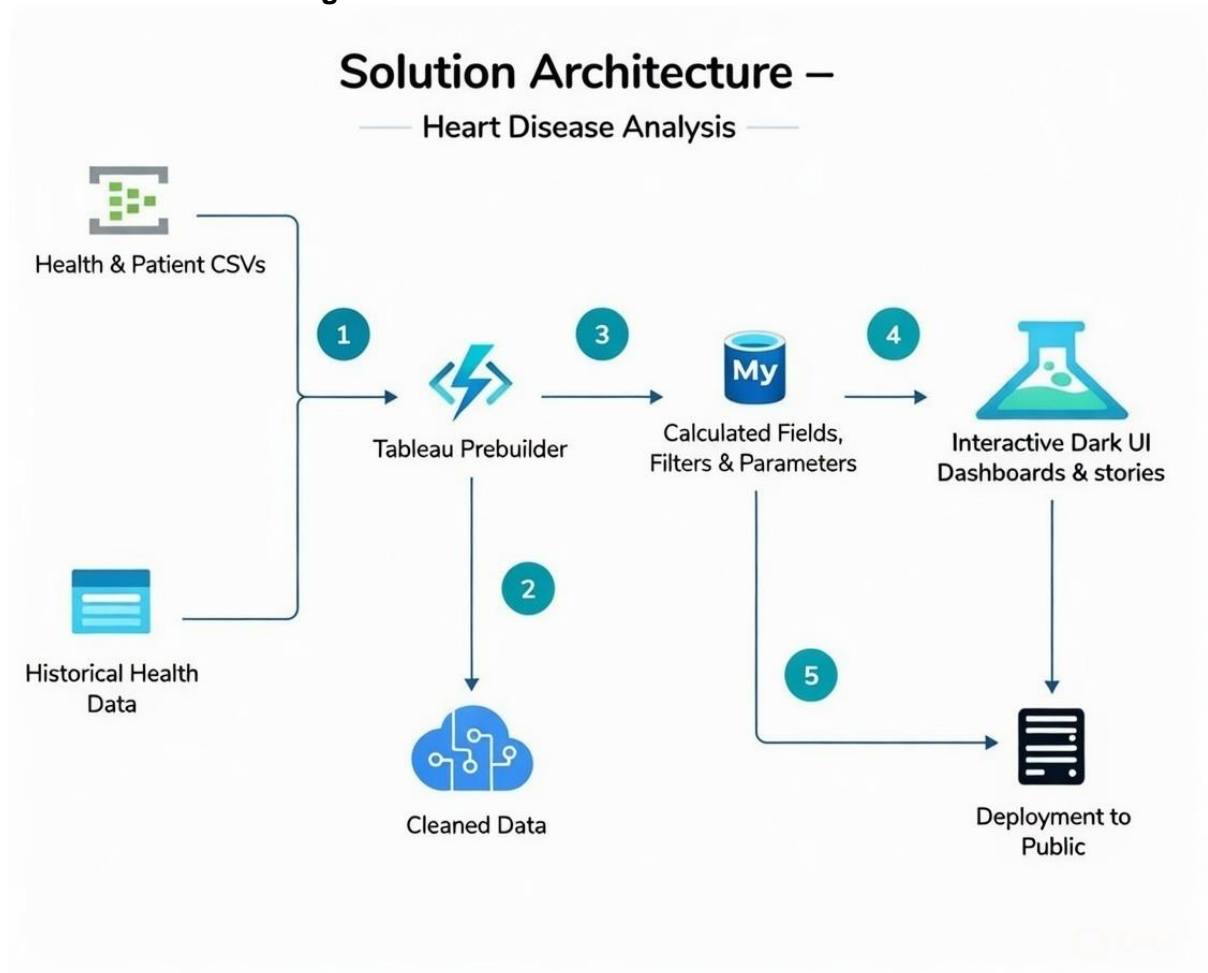 Solution Architecture –
Heart Disease Analysis
Health & Patient CSVs
1
3
4
My
Tableau Prebuilder
Calculated Fields,
Filters & Parameters
Interactive Dark UI
Dashboards & stories
2
5
Historical Health
Data
Cleaned Data
Deployment to
Public